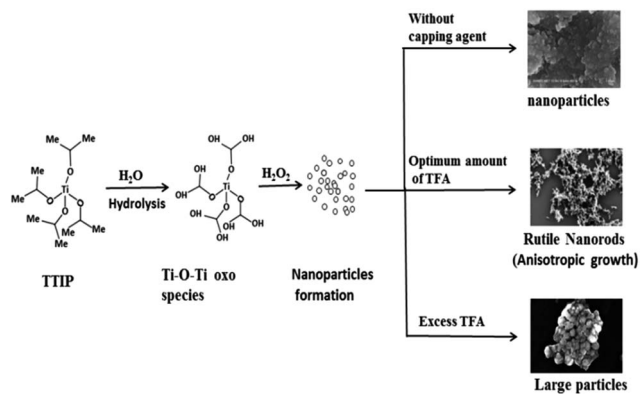 Without
capping agent
nanoparticles
Me Me
O
Me
Me
O
Ti
O
O
Me
Me
Me
Me
TTIP
H₂O
Hydrolysis
OH OH
O
OH
OH
O
Ti
O
O
OH
OH
OH
OH
Ti-O-Ti oxo
species
H₂O₂
Nanoparticles
formation
Optimum amount
of TFA
Rutile Nanorods
(Anisotropic growth)
Excess TFA
Large particles